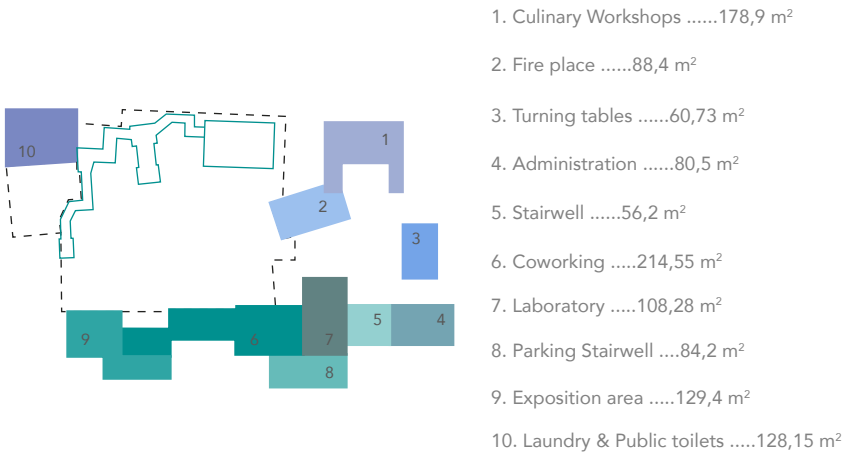 1. Culinary Workshops ......178,9 m²
2. Fire place ......88,4 m²
3. Turning tables ......60,73 m²
4. Administration ......80,5 m²
5. Stairwell ......56,2 m²
6. Coworking .....214,55 m²
7. Laboratory .....108,28 m²
8. Parking Stairwell ....84,2 m²
9. Exposition area .....129,4 m²
10. Laundry & Public toilets .....128,15 m²
1
10
2
3
5
4
9
6
7
8